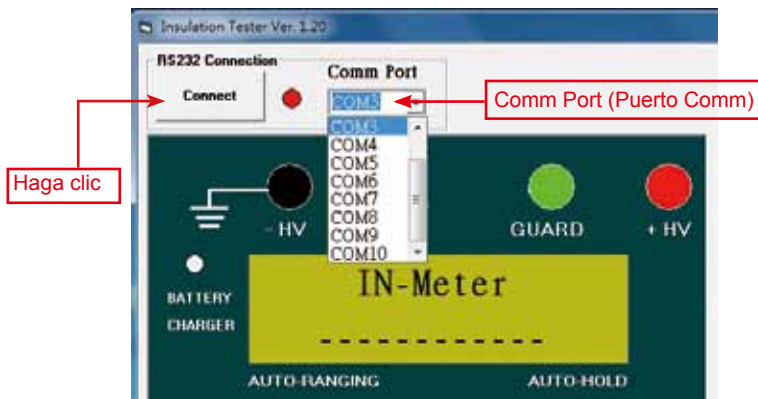 Insulation Tester Ver. 1.20
RS232 Connection
Comm Port
Connect
COM3
Comm Port (Puerto Comm)
COM3
COM4
COM5
COM6
COM7
COM8
COM9
COM10
Haga clic
- HV
GUARD
+ HV
BATTERY
CHARGER
IN-Meter
------------
AUTO-RANGING
AUTO-HOLD